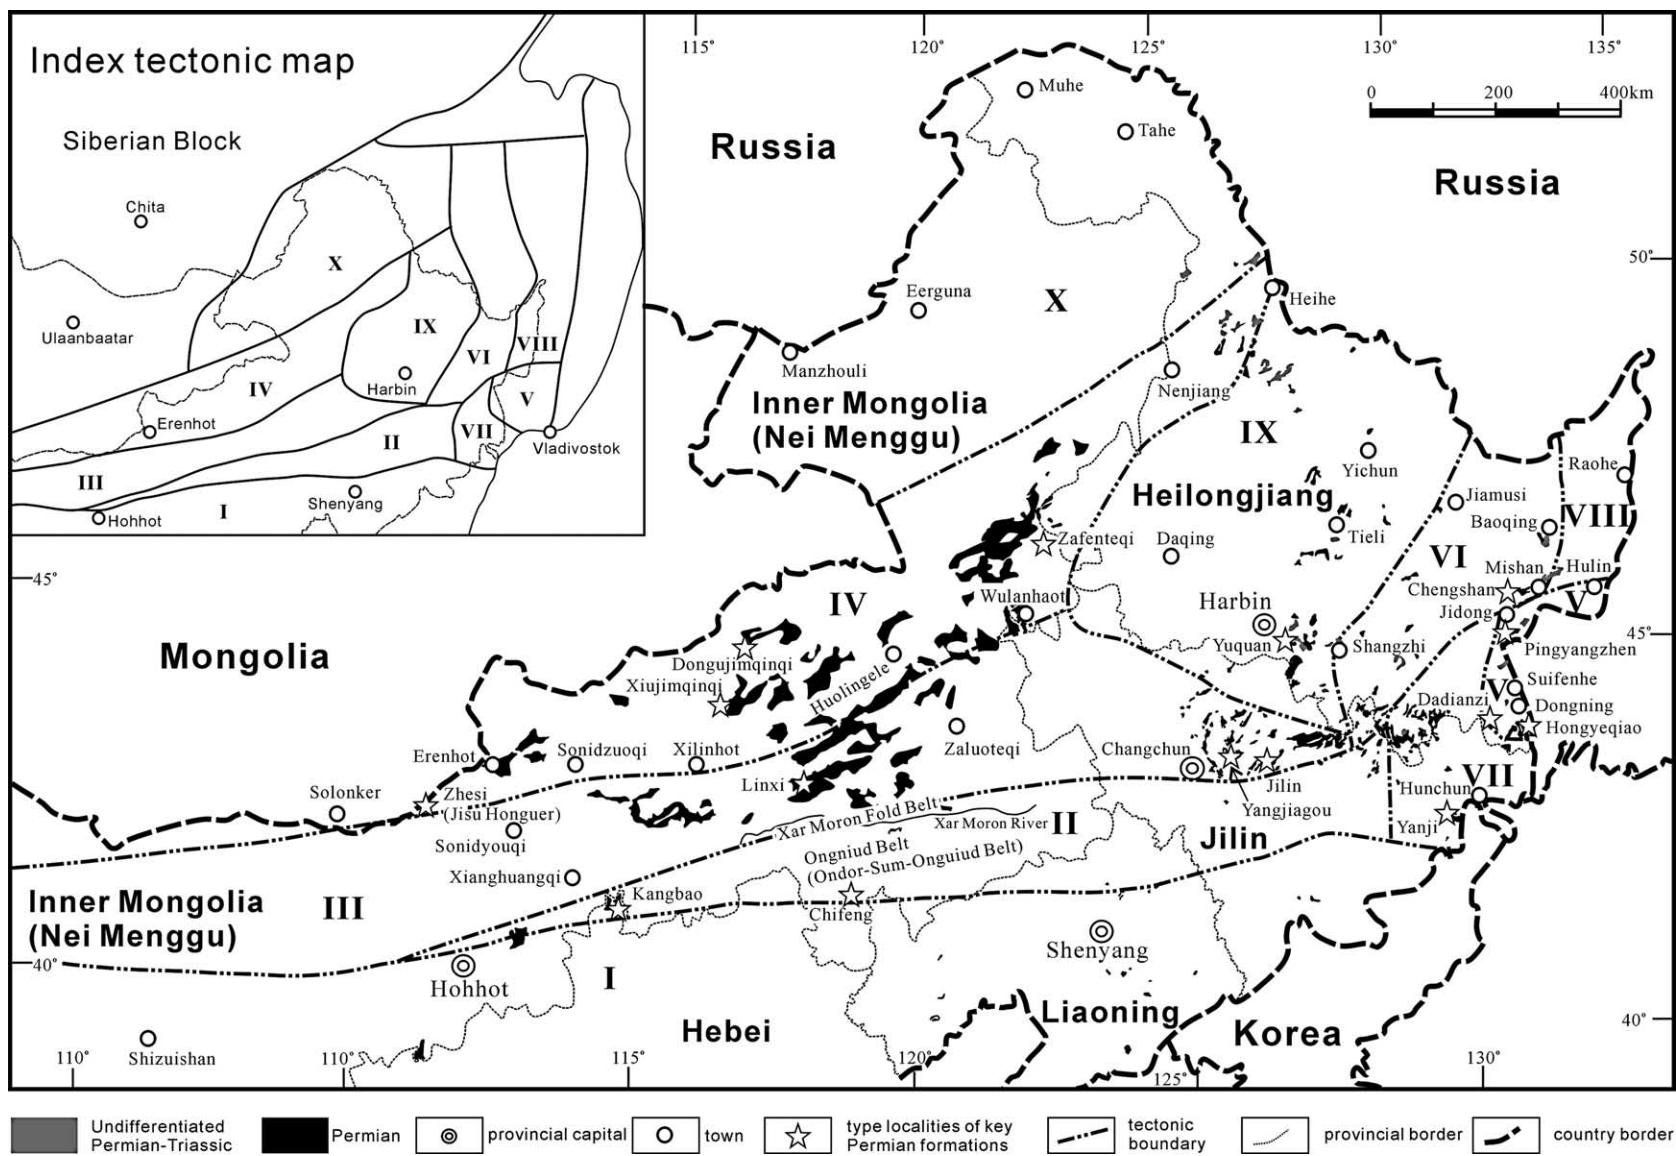 Index tectonic map
Siberian Block
Chita
Ulaanbaatar
Erenhot
Harbin
Hohhot
Shenyang
Vladivostok
X
IX
IV
VI
VIII
V
VII
II
III
I
115°
120°
125°
130°
135°
0
200
400km
Muhe
Tahe
Russia
Russia
50°
Eerguna
X
Heihe
Manzhouli
Nenjiang
Inner Mongolia
(Nei Menggu)
IX
Yichun
Raohe
Heilongjiang
Jiamusi
Baoqing
VIII
Zafenteqi
Daqing
Tieli
VI
45°
Mishan
Hulin
Chengshan
Wulanhaot
IV
Harbin
Jidong
V
45°
Mongolia
Dongujimqinqi
Yuquan
Shangzhi
Pingyangzhen
Xiujimqinqi
Huolingele
Suifenhe
V
Dadianzi
Dongning
Hongyeqiao
Erenhot
Sonidzuoqi
Xilinhot
Zaluoteqi
Changchun
Linxi
Jilin
VII
Solonker
Zhesi
(Jisu Honguer)
Hunchun
Yangjiagou
Xar Moron Fold Belt
Xar Moron River
II
Yanji
Sonidyouqi
Jilin
Ongniud Belt
(Ondor-Sum-Onguiud Belt)
Xianghuangqi
Kangbao
Inner Mongolia
(Nei Menggu)
III
Chifeng
Shenyang
40°
Hohhot
I
Liaoning
Hebei
Korea
40°
Shizuishan
110°
110°
115°
120°
125°
130°
Undifferentiated
Permian-Triassic
Permian
provincial capital
town
type localities of key
Permian formations
tectonic
boundary
provincial border
country border